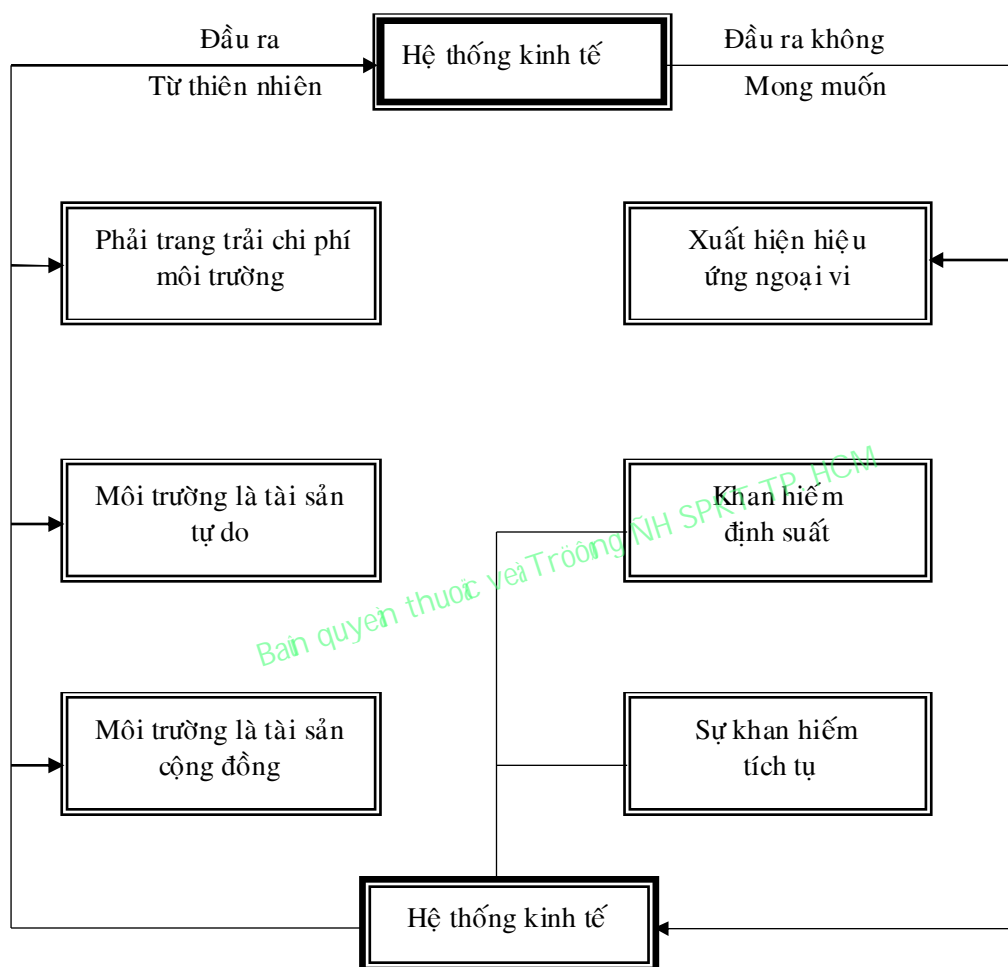 Đầu ra
Từ thiên nhiên
Hệ thống kinh tế
Đầu ra không
Mong muốn
Phải trang trải chi phí
môi trường
Xuất hiện hiệu
ứng ngoại vi
Môi trường là tài sản
tự do
Khan hiếm
định suất
Môi trường là tài sản
cộng đồng
Sự khan hiếm
tích tụ
Hệ thống kinh tế